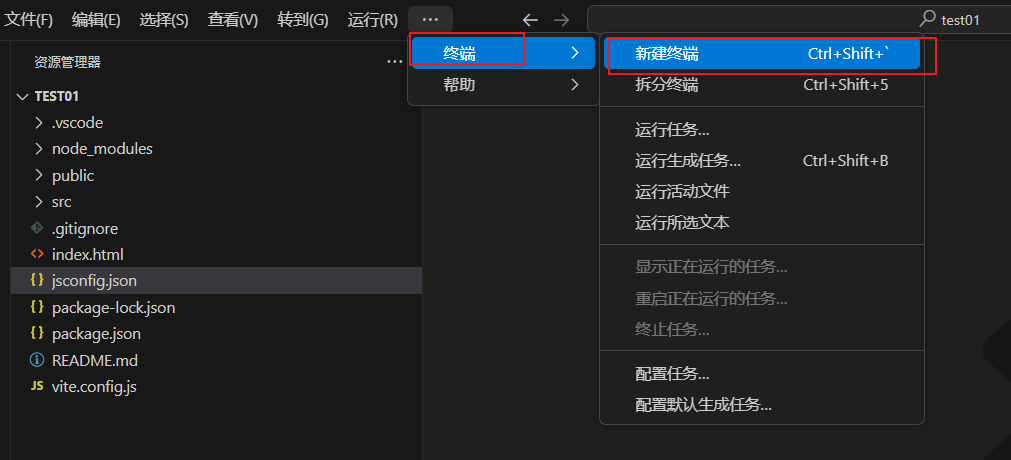 文件(F) 编辑(E) 选择(S) 查看(V) 转到(G) 运行(R) ··· test01
资源管理器 ···
TEST01
.vscode
node_modules
public
src
.gitignore
index.html
jsconfig.json
package-lock.json
package.json
README.md
JS vite.config.js
终端
帮助
新建终端 Ctrl+Shift+`
拆分终端 Ctrl+Shift+5
运行任务...
运行生成任务... Ctrl+Shift+B
运行活动文件
运行所选文本
显示正在运行的任务...
重启正在运行的任务...
终止任务...
配置任务...
配置默认生成任务...